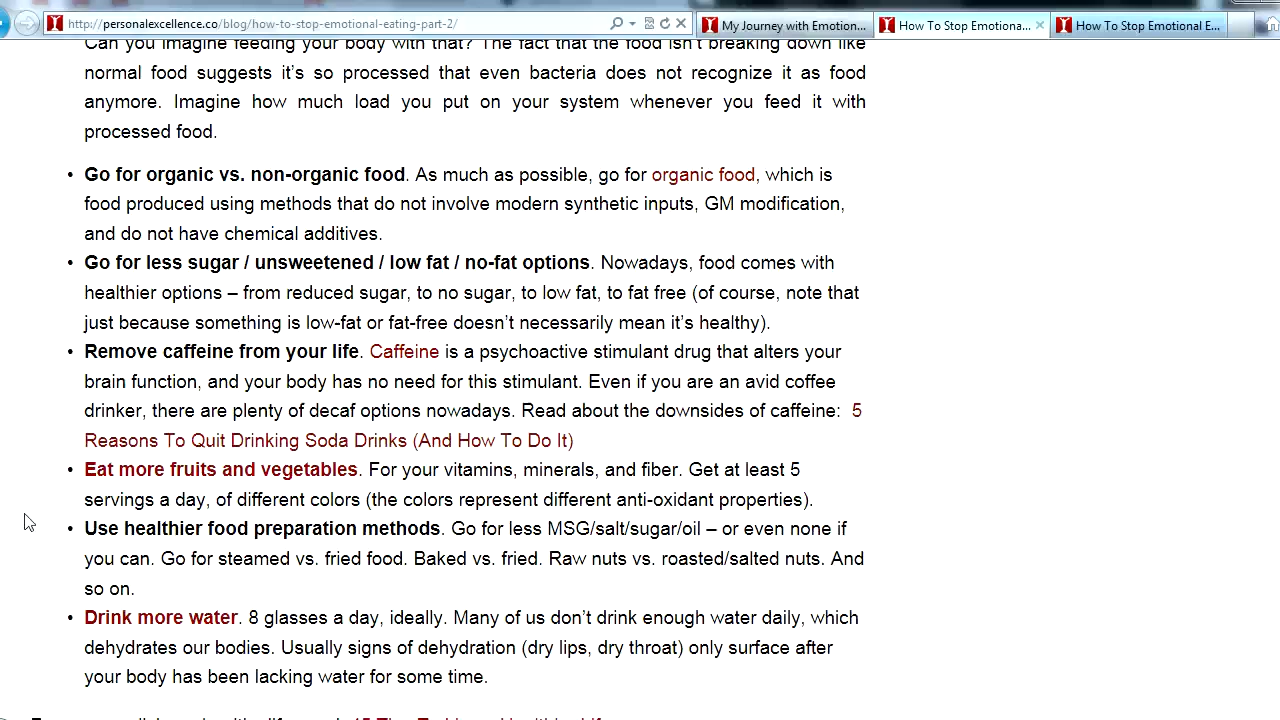 http://personalexcellence.co/blog/how-to-stop-emotional-eating-part-2/
My Journey with Emotion...
How To Stop Emotiona...
How To Stop Emotional E...
Can you imagine feeding your body with that? The fact that the food isn't breaking down like
normal food suggests it's so processed that even bacteria does not recognize it as food
anymore. Imagine how much load you put on your system whenever you feed it with
processed food.
• Go for organic vs. non-organic food. As much as possible, go for organic food, which is
food produced using methods that do not involve modern synthetic inputs, GM modification,
and do not have chemical additives.
• Go for less sugar / unsweetened / low fat / no-fat options. Nowadays, food comes with
healthier options – from reduced sugar, to no sugar, to low fat, to fat free (of course, note that
just because something is low-fat or fat-free doesn't necessarily mean it's healthy).
• Remove caffeine from your life. Caffeine is a psychoactive stimulant drug that alters your
brain function, and your body has no need for this stimulant. Even if you are an avid coffee
drinker, there are plenty of decaf options nowadays. Read about the downsides of caffeine: 5
Reasons To Quit Drinking Soda Drinks (And How To Do It)
• Eat more fruits and vegetables. For your vitamins, minerals, and fiber. Get at least 5
servings a day, of different colors (the colors represent different anti-oxidant properties).
• Use healthier food preparation methods. Go for less MSG/salt/sugar/oil – or even none if
you can. Go for steamed vs. fried food. Baked vs. fried. Raw nuts vs. roasted/salted nuts. And
so on.
• Drink more water. 8 glasses a day, ideally. Many of us don't drink enough water daily, which
dehydrates our bodies. Usually signs of dehydration (dry lips, dry throat) only surface after
your body has been lacking water for some time.